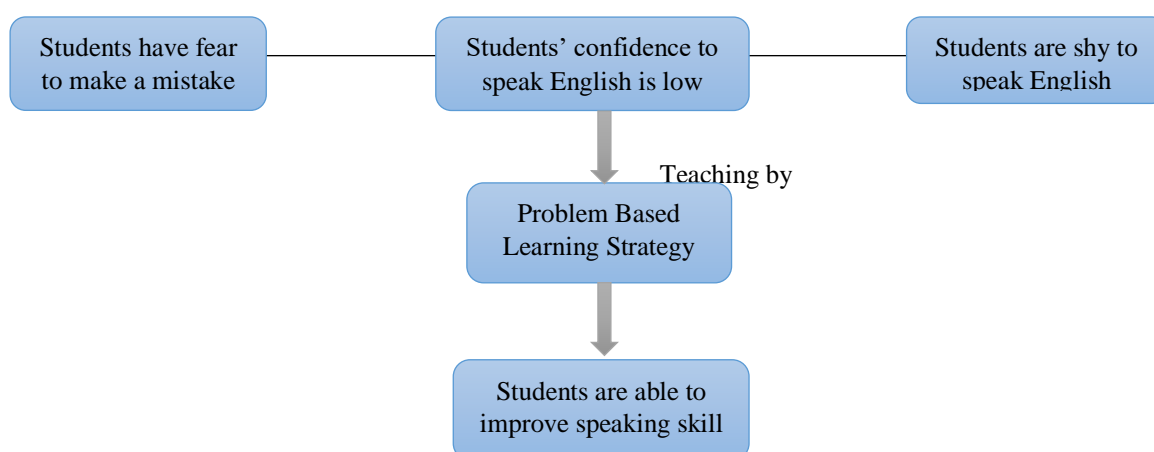 Students have fear
to make a mistake
Students’ confidence to
speak English is low
Students are shy to
speak English
Teaching by
Problem Based
Learning Strategy
Students are able to
improve speaking skill